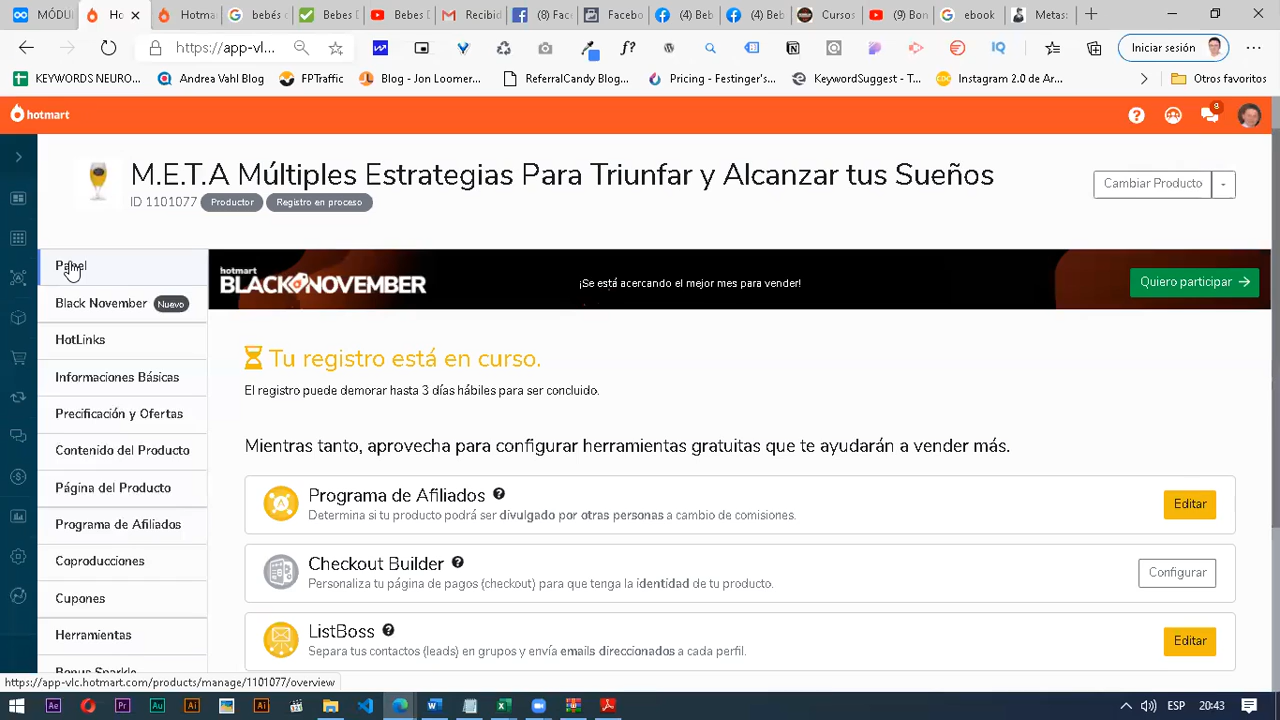 MÓDU
Ho
Hotm
bebés d
Bebes D
Bebes D
Recibid
(8) Fac
Facebo
(4) Beb
(4) Beb
Cursos
(9) Bon
ebook
Metas
https://app-vl...
Iniciar sesión
KEYWORDS NEURO...
Andrea Vahl Blog
FPTraffic
Blog - Jon Loomer...
ReferralCandy Blog...
Pricing - Festinger's...
KeywordSuggest - T...
Instagram 2.0 de Ar...
Otros favoritos
hotmart
8
M.E.T.A Múltiples Estrategias Para Triunfar y Alcanzar tus Sueños
ID 1101077 Productor Registro en proceso
Cambiar Producto
Panel
Black November Nuevo
HotLinks
Informaciones Básicas
Precificación y Ofertas
Contenido del Producto
Página del Producto
Programa de Afiliados
Coproducciones
Cupones
Herramientas
Bonus Sparkle
hotmart
BLACK NOVEMBER
¡Se está acercando el mejor mes para vender!
Quiero participar
Tu registro está en curso.
El registro puede demorar hasta 3 días hábiles para ser concluido.
Mientras tanto, aprovecha para configurar herramientas gratuitas que te ayudarán a vender más.
Programa de Afiliados
Determina si tu producto podrá ser divulgado por otras personas a cambio de comisiones.
Editar
Checkout Builder
Personaliza tu página de pagos (checkout) para que tenga la identidad de tu producto.
Configurar
ListBoss
Separa tus contactos (leads) en grupos y envía emails direccionados a cada perfil.
Editar
https://app-vlc.hotmart.com/products/manage/1101077/overview
ESP
20:43